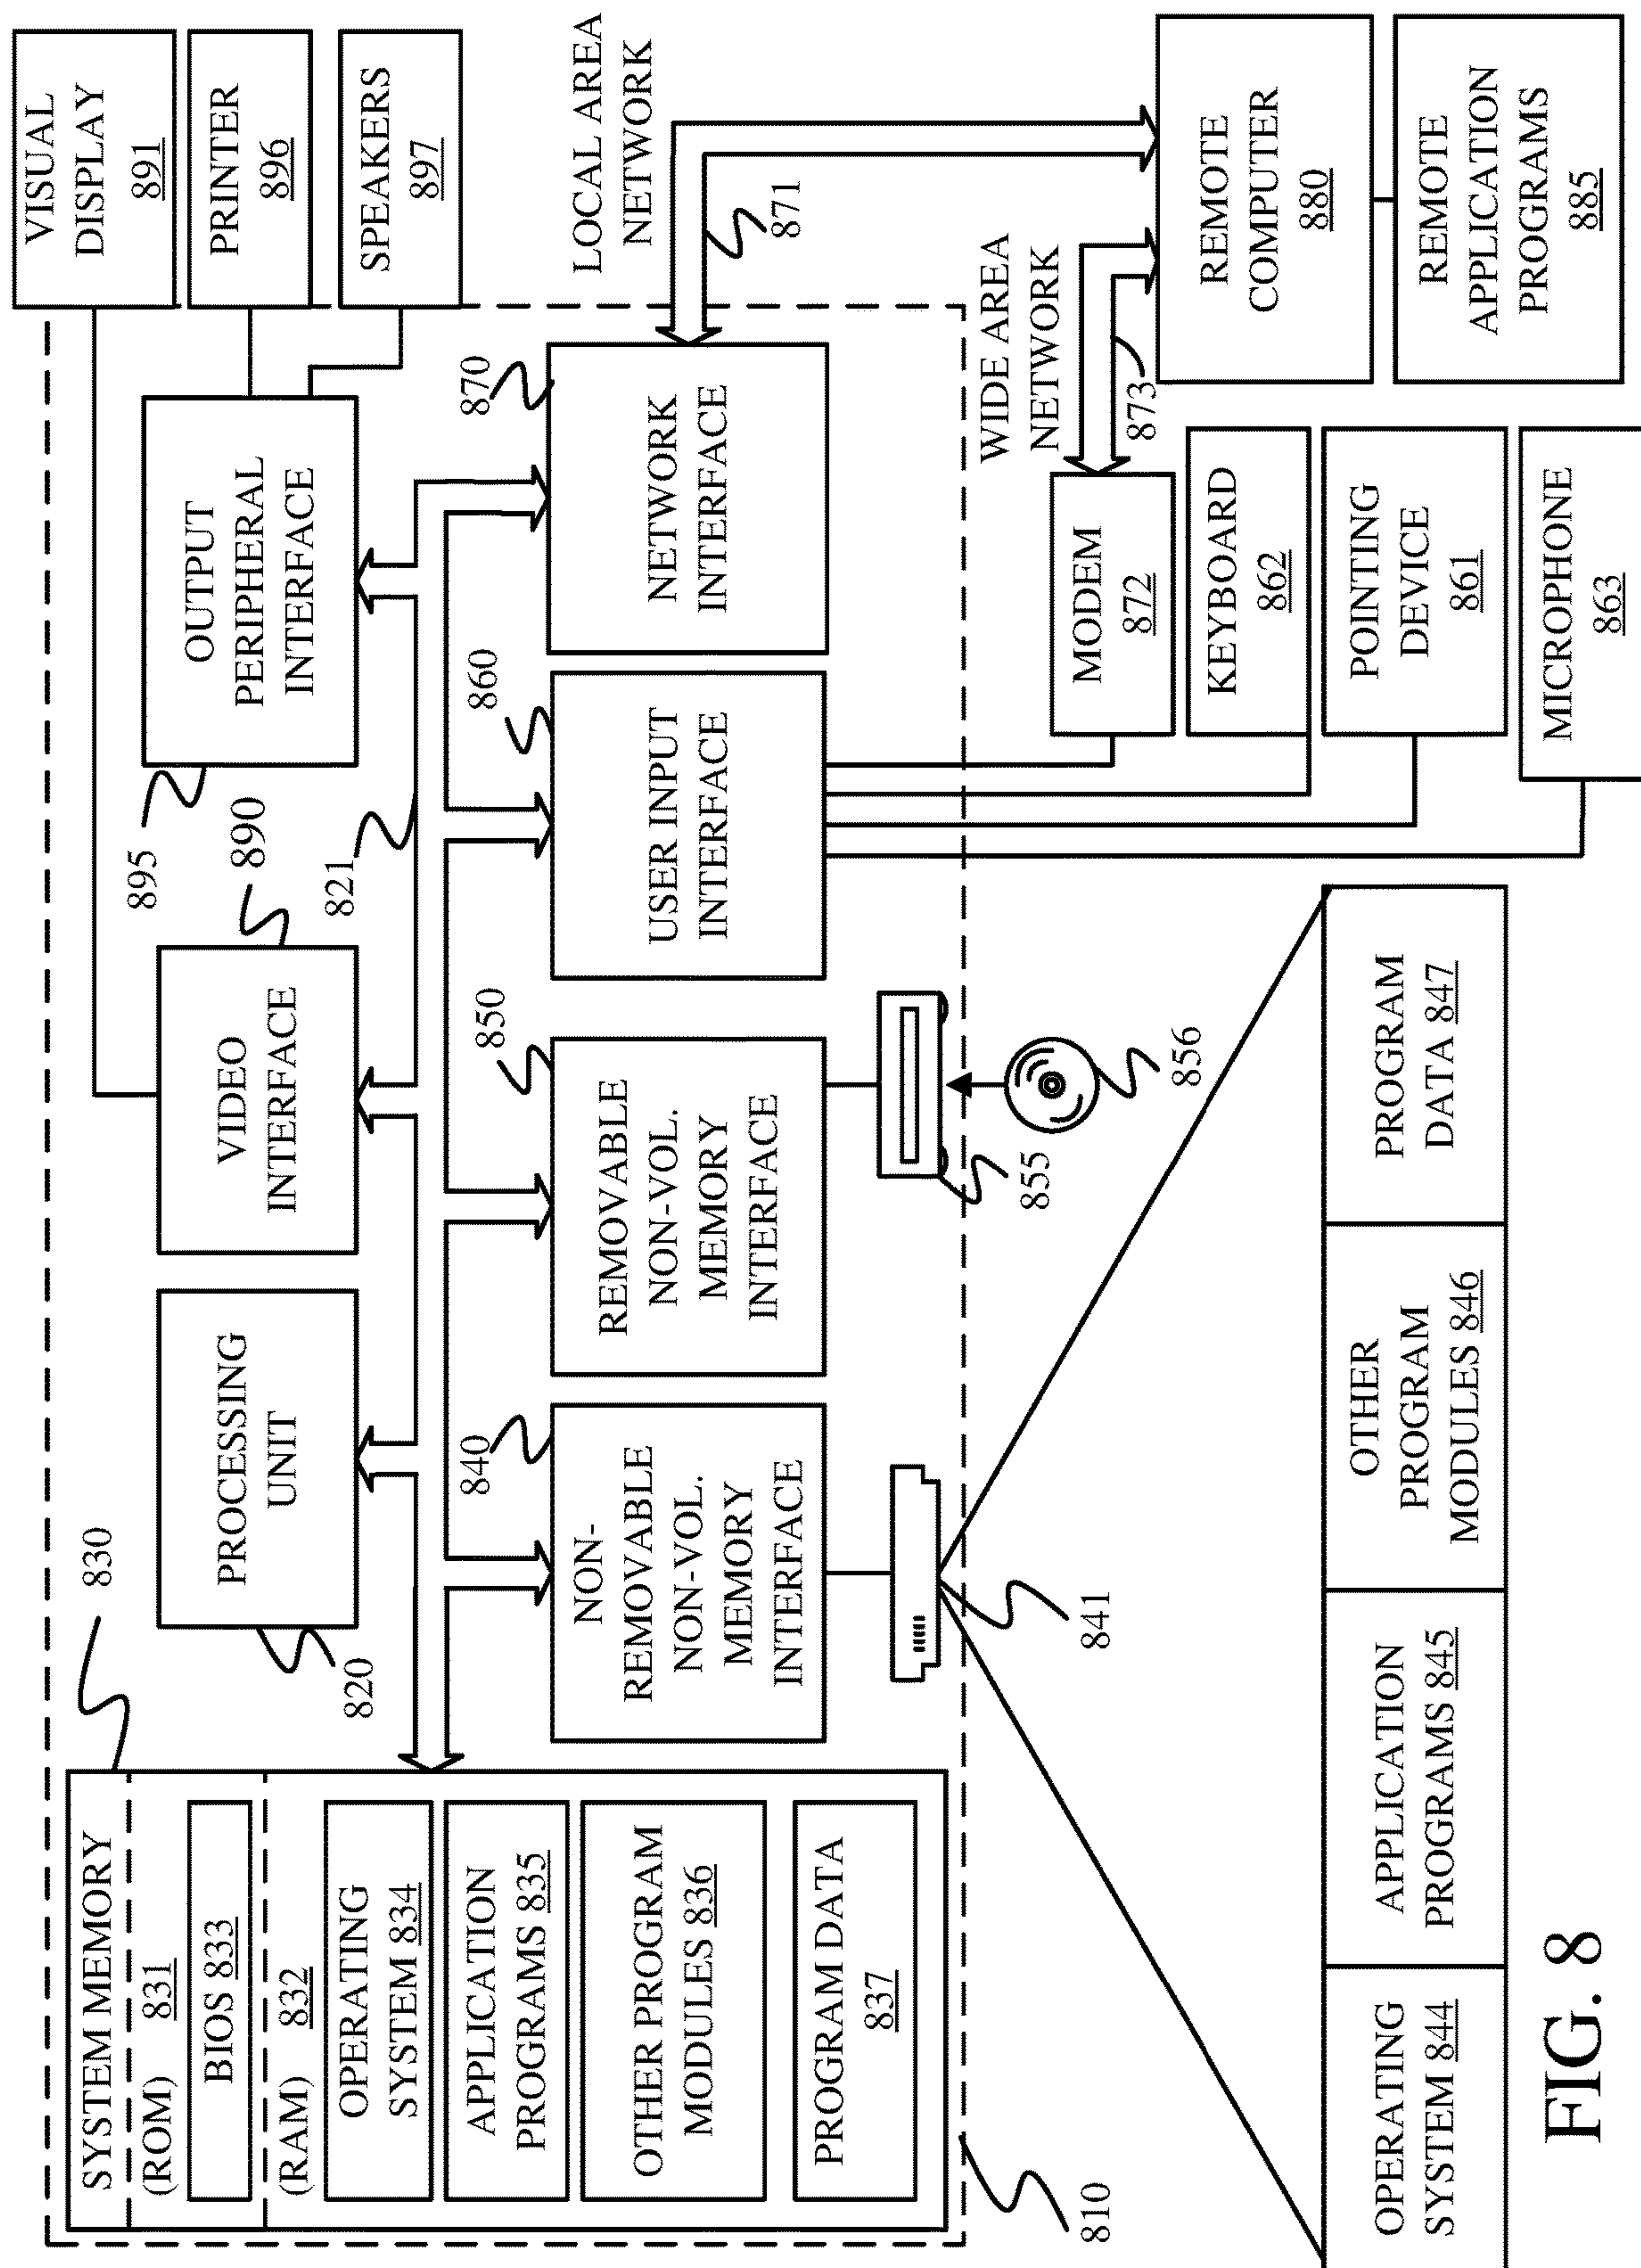 SYSTEM MEMORY
(ROM) 831
BIOS 833
(RAM) 832
OPERATING
SYSTEM 834
APPLICATION
PROGRAMS 835
OTHER PROGRAM
MODULES 836
PROGRAM DATA
837
810
830
PROCESSING
UNIT
820
VIDEO
INTERFACE
890
821
OUTPUT
PERIPHERAL
INTERFACE
895
VISUAL
DISPLAY
891
PRINTER
896
SPEAKERS
897
NON-
REMOVABLE
NON-VOL.
MEMORY
INTERFACE
840
REMOVABLE
NON-VOL.
MEMORY
INTERFACE
850
USER INPUT
INTERFACE
860
NETWORK
INTERFACE
870
LOCAL AREA
NETWORK
871
841
855
856
WIDE AREA
NETWORK
873
MODEM
872
KEYBOARD
862
POINTING
DEVICE
861
MICROPHONE
863
REMOTE
COMPUTER
880
REMOTE
APPLICATION
PROGRAMS
885
OPERATING
SYSTEM 844
APPLICATION
PROGRAMS 845
OTHER
PROGRAM
MODULES 846
PROGRAM
DATA 847
FIG. 8